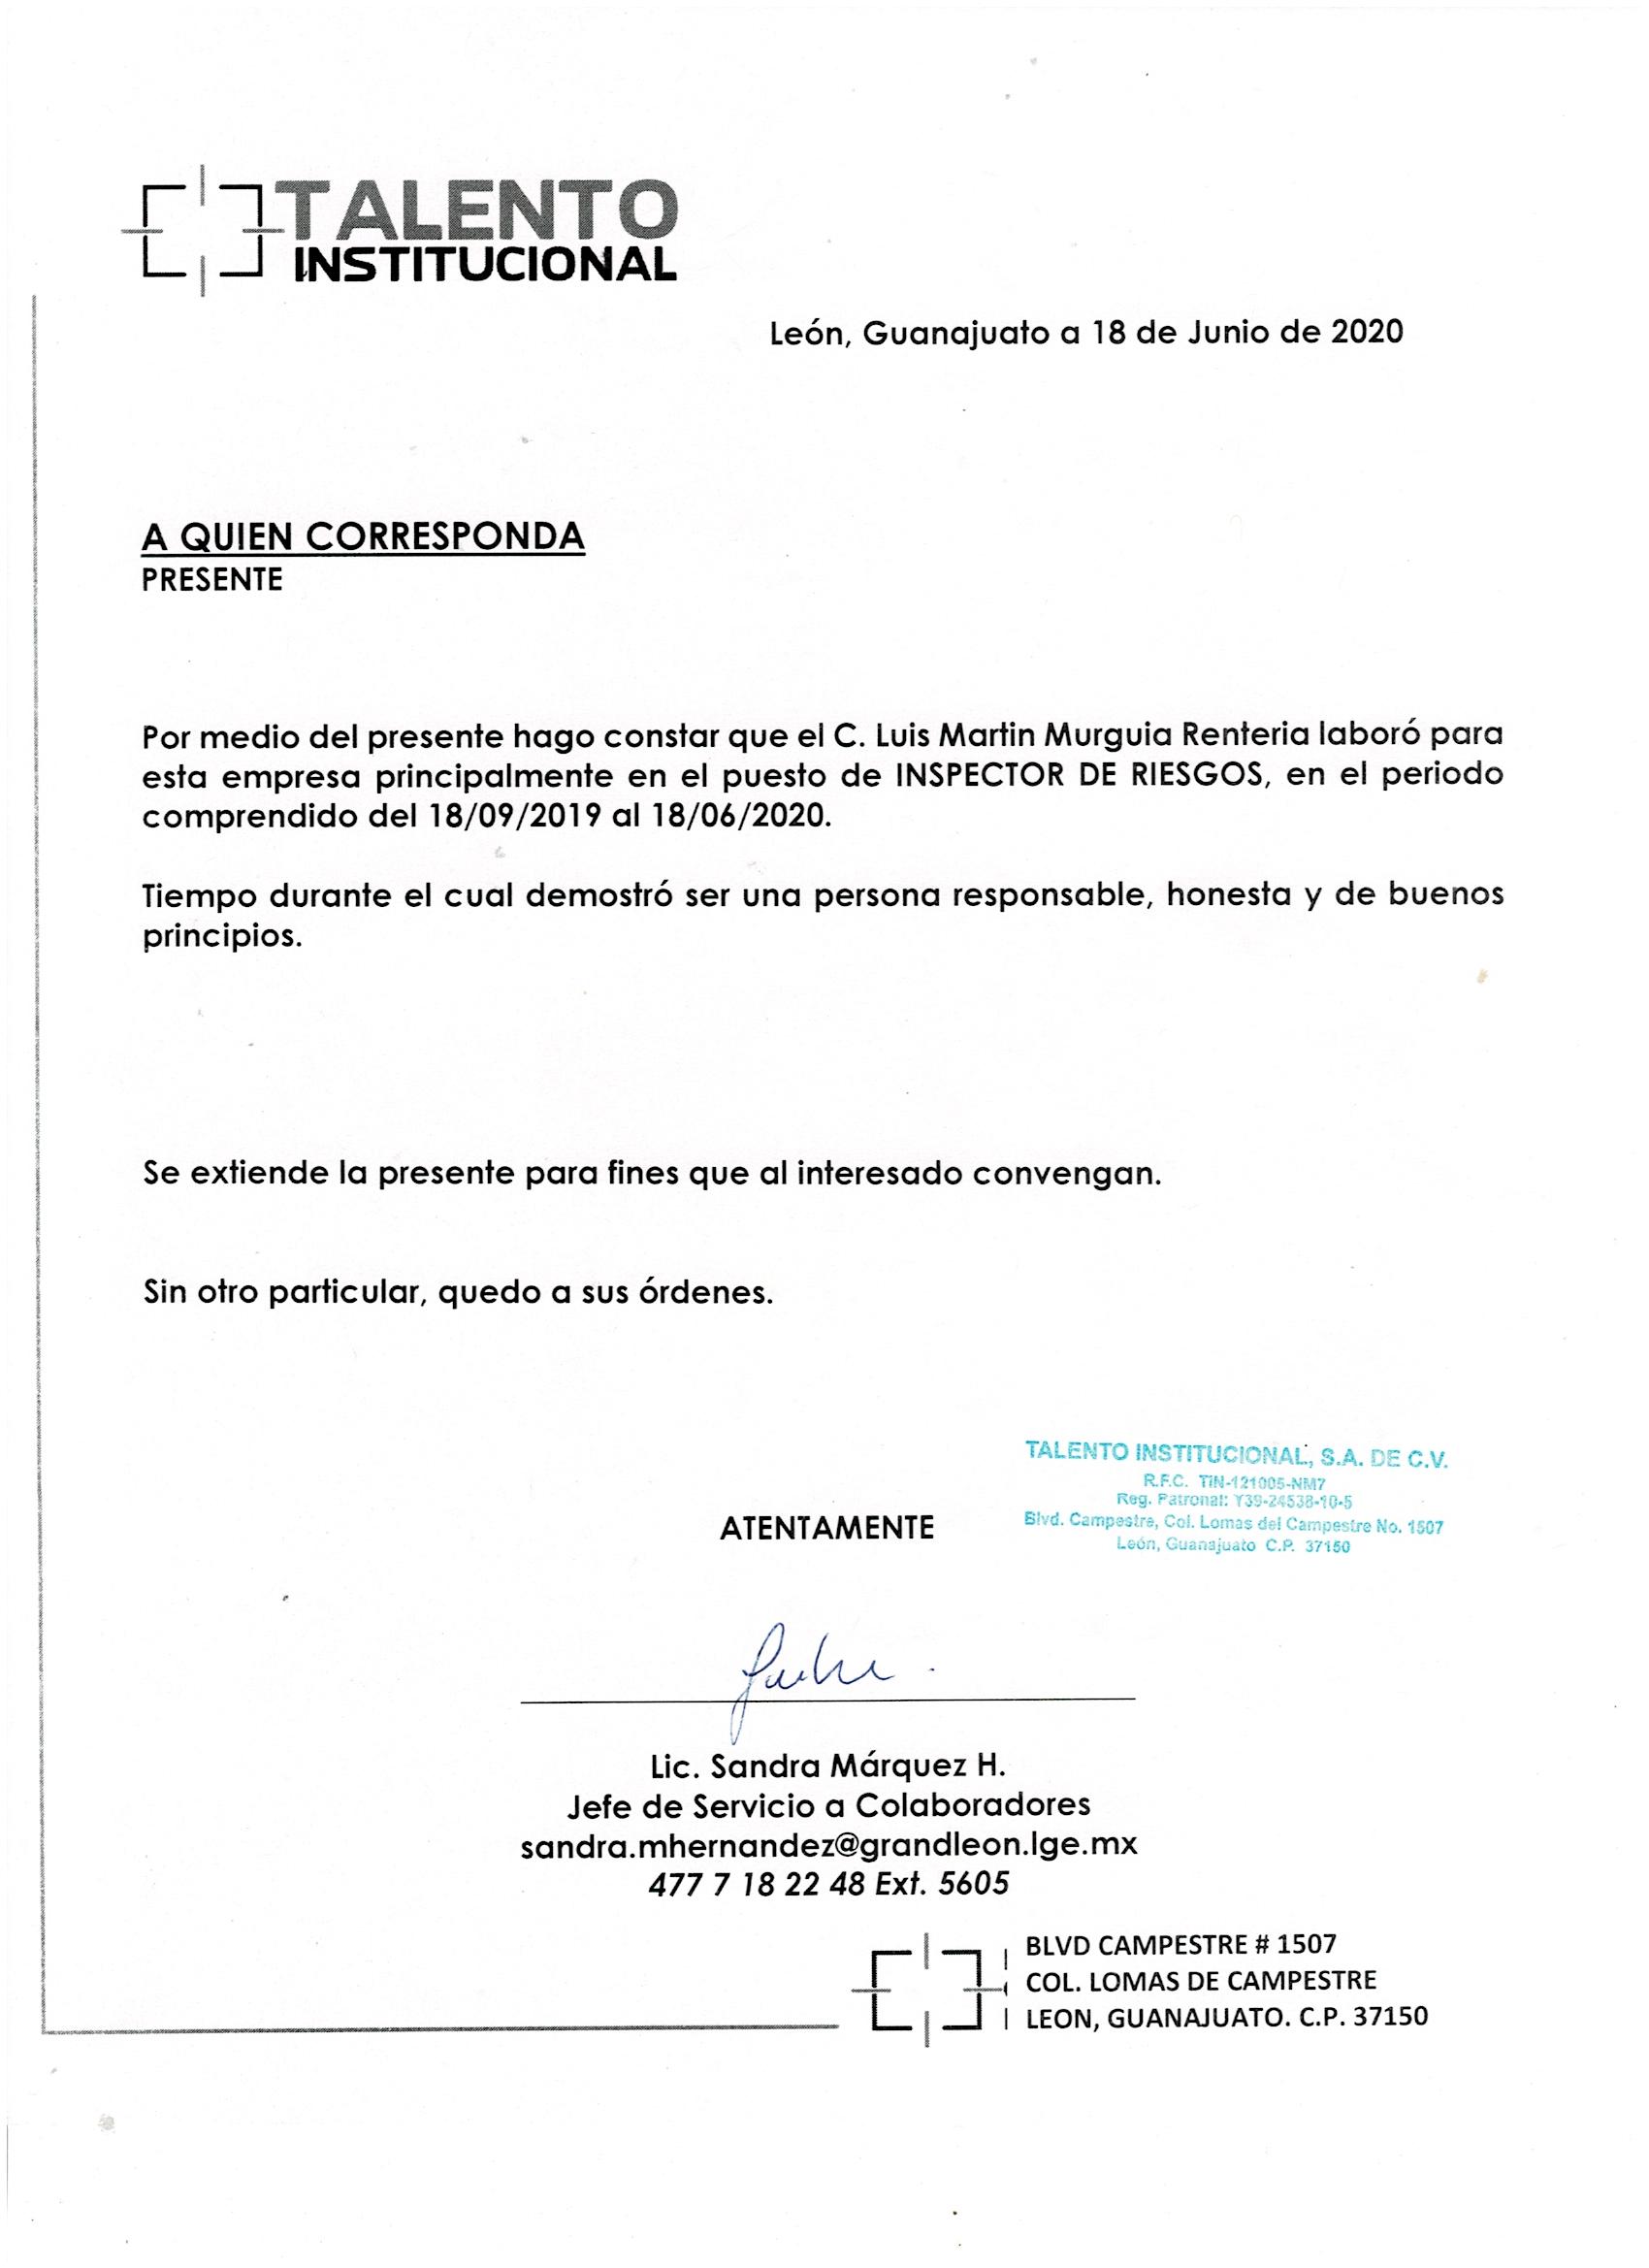 TALENTO
INSTITUCIONAL
León, Guanajuato a 18 de Junio de 2020
A QUIEN CORRESPONDA
PRESENTE
Por medio del presente hago constar que el C. Luis Martin Murguia Renteria laboró para
esta empresa principalmente en el puesto de INSPECTOR DE RIESGOS, en el periodo
comprendido del 18/09/2019 al 18/06/2020.
Tiempo durante el cual demostró ser una persona responsable, honesta y de buenos
principios.
Se extiende la presente para fines que al interesado convengan.
Sin otro particular, quedo a sus órdenes.
TALENTO INSTITUCIONAL, S.A. DE C.V.
R.F.C. TIN-121005-NM7
Reg. Patronal: Y39-24538-10-5
Blvd. Campestre, Col. Lomas del Campestre No. 1507
León, Guanajuato C.P. 37150
ATENTAMENTE
Lic. Sandra Márquez H.
Jefe de Servicio a Colaboradores
sandra.mhernandez@grandleon.lge.mx
477 7 18 22 48 Ext. 5605
BLVD CAMPESTRE # 1507
COL. LOMAS DE CAMPESTRE
LEON, GUANAJUATO. C.P. 37150